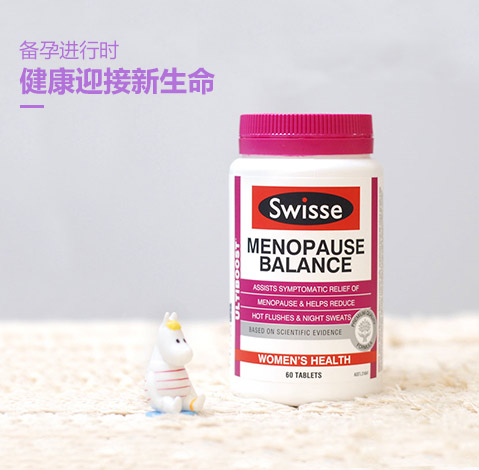 备孕进行时
健康迎接新生命
Swisse
ULTIBOOST
MENOPAUSE
BALANCE
ASSISTS SYMPTOMATIC RELIEF OF
MENOPAUSE & HELPS REDUCE
HOT FLUSHES & NIGHT SWEATS
BASED ON SCIENTIFIC EVIDENCE
WOMEN'S HEALTH
60 TABLETS